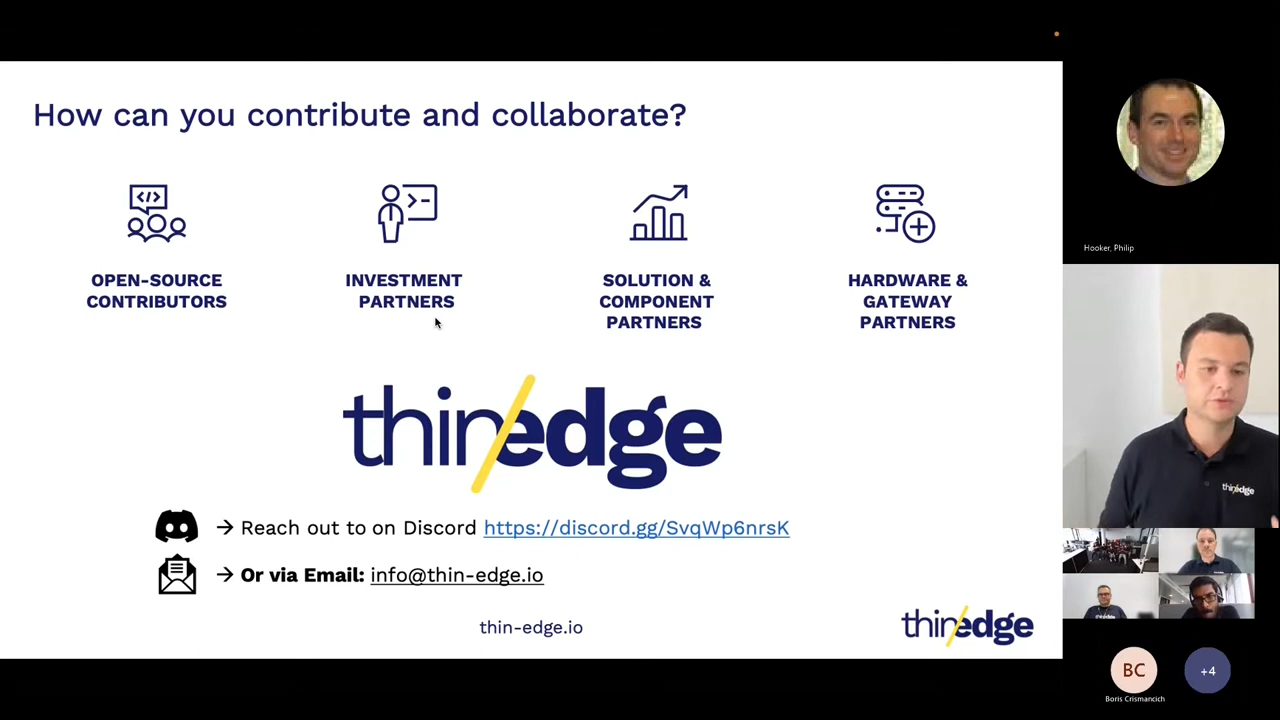 How can you contribute and collaborate?
</>
OPEN-SOURCE
CONTRIBUTORS
INVESTMENT
PARTNERS
SOLUTION &
COMPONENT
PARTNERS
HARDWARE &
GATEWAY
PARTNERS
thin/edge
→ Reach out to on Discord https://discord.gg/SvqWp6nrsK
→ Or via Email: info@thin-edge.io
thin-edge.io
thin/edge
Hooker, Philip
thin/edge
BC
+4
Boris Crismancich